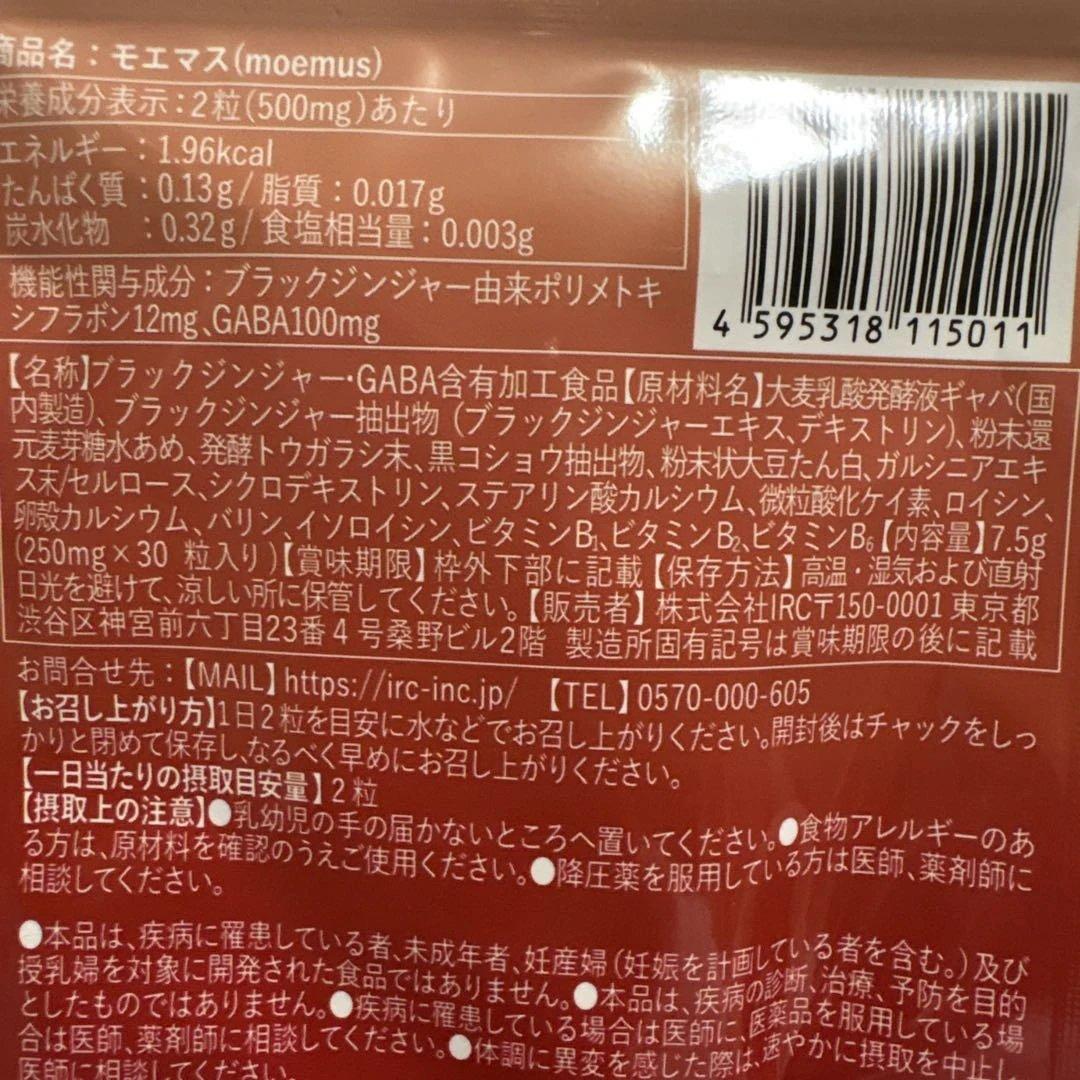 商品名：モエマス(moemus)
栄養成分表示：2粒(500mg)あたり
エネルギー：1.96kcal
たんぱく質：0.13g/脂質：0.017g
炭水化物　：0.32g/食塩相当量：0.003g
機能性関与成分：ブラックジンジャー由来ポリメトキ
シフラボン12mg、GABA100mg
4 595318 115011
【名称】ブラックジンジャー・GABA含有加工食品【原材料名】大麦乳酸発酵液ギャバ(国
内製造)、ブラックジンジャー抽出物（ブラックジンジャーエキス、デキストリン)、粉末還
元麦芽糖水あめ、発酵トウガラシ末、黒コショウ抽出物、粉末状大豆たん白、ガルシニアエキ
ス末/セルロース、シクロデキストリン、ステアリン酸カルシウム、微粒酸化ケイ素、ロイシン、
卵殻カルシウム、バリン、イソロイシン、ビタミンB₁、ビタミンB₂、ビタミンB₆【内容量】7.5g
(250mg×30 粒入り)【賞味期限】枠外下部に記載【保存方法】高温・湿気および直射
日光を避けて、涼しい所に保管してください。【販売者】株式会社IRC〒150-0001 東京都
渋谷区神宮前六丁目23番4号桑野ビル2階　製造所固有記号は賞味期限の後に記載
お問合せ先：【MAIL】https://irc-inc.jp/　【TEL】0570-000-605
【お召し上がり方】1日2粒を目安に水などでお召し上がりください。開封後はチャックをしっ
かりと閉めて保存し、なるべく早めにお召し上がりください。
【一日当たりの摂取目安量】2粒
【摂取上の注意】●乳幼児の手の届かないところへ置いてください。●食物アレルギーのあ
る方は、原材料を確認のうえご使用ください。●降圧薬を服用している方は医師、薬剤師に
相談してください。
●本品は、疾病に罹患している者、未成年者、妊産婦（妊娠を計画している者を含む。）及び
授乳婦を対象に開発された食品ではありません。●本品は、疾病の診断、治療、予防を目的
としたものではありません。●疾病に罹患している場合は医師に、医薬品を服用している場
合は医師、薬剤師に相談してください。●体調に異変を感じた際は、速やかに摂取を中止し、
医師に相談してください。